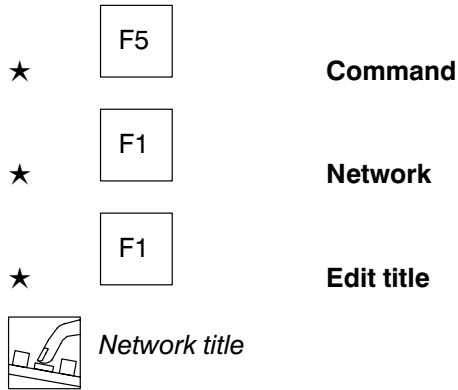 F5
★ Command
F1
★ Network
F1
★ Edit title
Network title